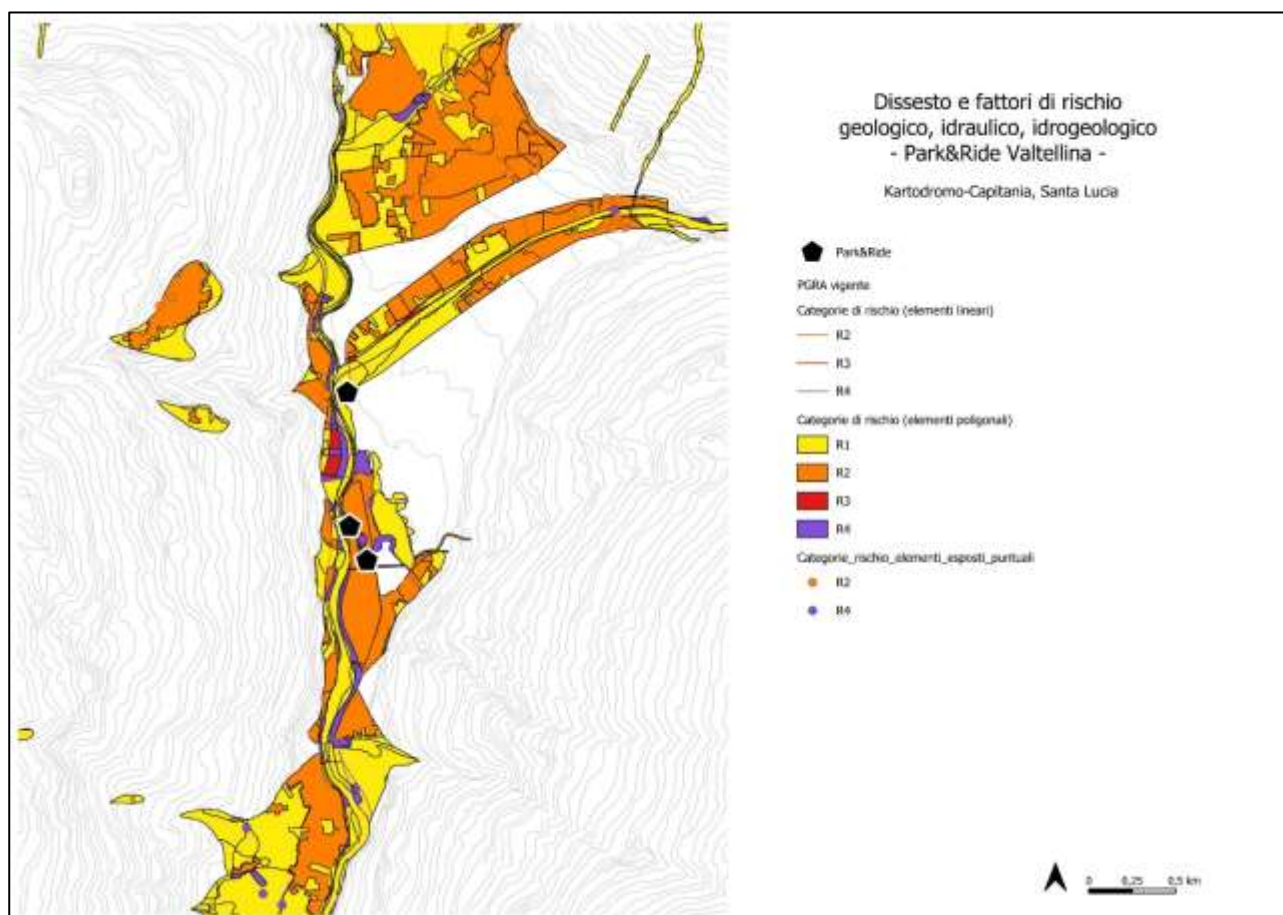 Dissesto e fattori di rischio
geologico, idraulico, idrogeologico
- Park&Ride Valtellina -
Kartodromo-Capitania, Santa Lucia
Park&Ride
PGRA vigente
Categorie di rischio (elementi lineari)
R2
R3
R4
Categorie di rischio (elementi poligonali)
R1
R2
R3
R4
Categorie_rischio_elementi_esposti_puntuali
R2
R4
0 0,25 0,5 km